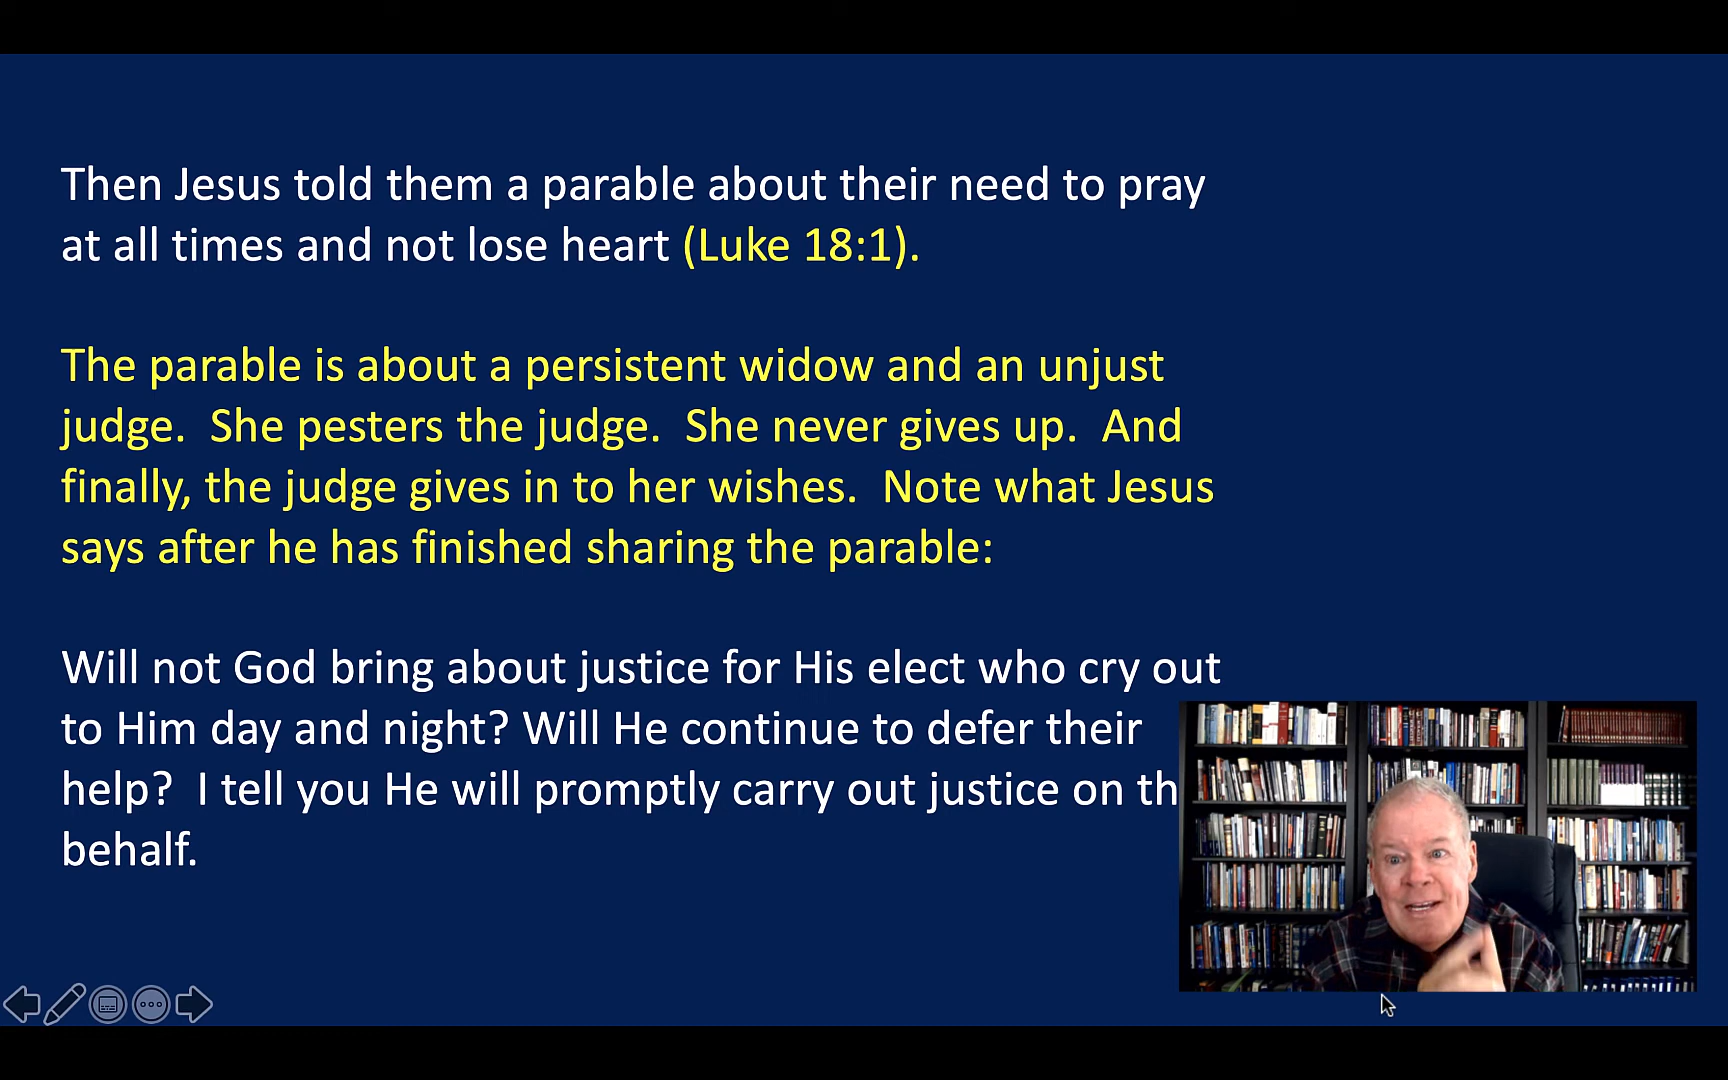 Then Jesus told them a parable about their need to pray
at all times and not lose heart (Luke 18:1).
The parable is about a persistent widow and an unjust
judge.  She pesters the judge.  She never gives up.  And
finally, the judge gives in to her wishes.  Note what Jesus
says after he has finished sharing the parable:
Will not God bring about justice for His elect who cry out
to Him day and night? Will He continue to defer their
help?  I tell you He will promptly carry out justice on
behalf.